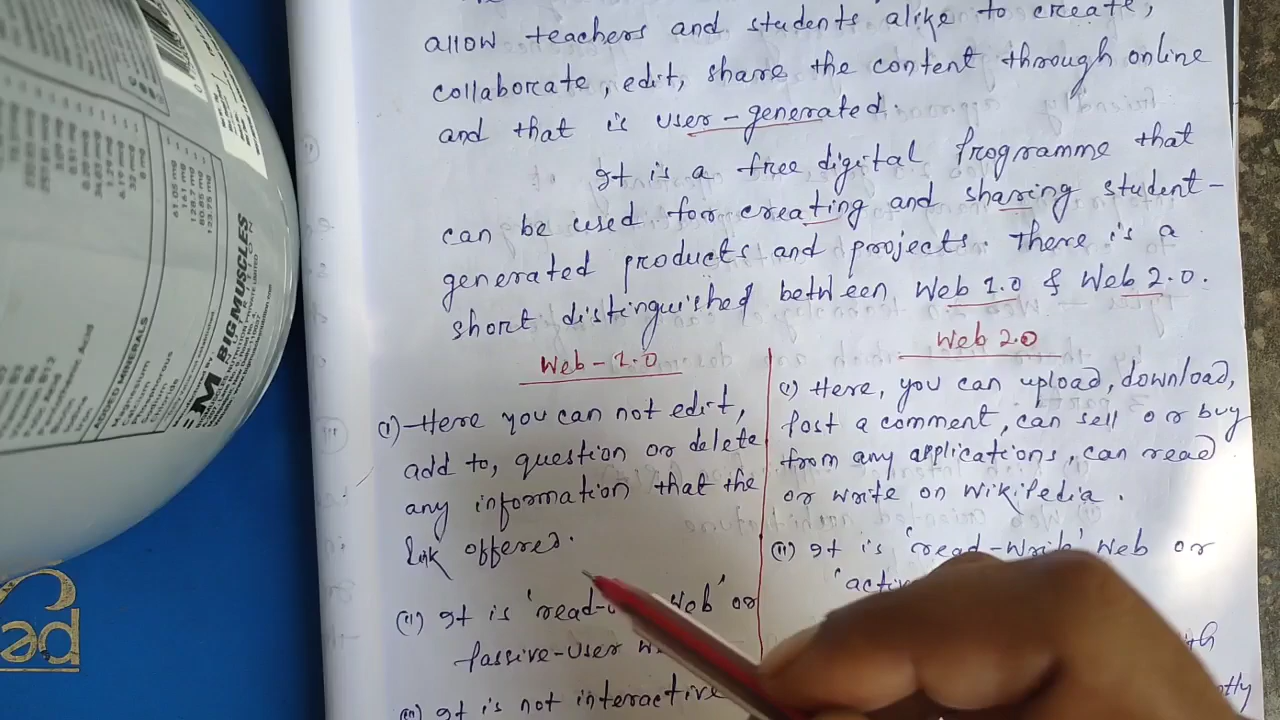 allow teachers and students alike to create,
collaborate, edit, share the content through online
and that is user-generated.
It is a free digital programme that
can be used for creating and sharing student-
generated products and projects. There is a
short distinguished between Web 1.0 & Web 2.0.
Web-1.0
(i) Here you can not edit,
add to, question or delete
any information that the
link offered.
(ii) It is 'read- Web' or
passive-user
(iii) It is not interactive
Web 2.0
(i) Here, you can upload, download,
post a comment, can sell or buy
from any applications, can read
or write on Wikipedia.
(ii) It is 'read-write' Web or
BIGMUSCLES
NUTRITION
ADDED MINERALS